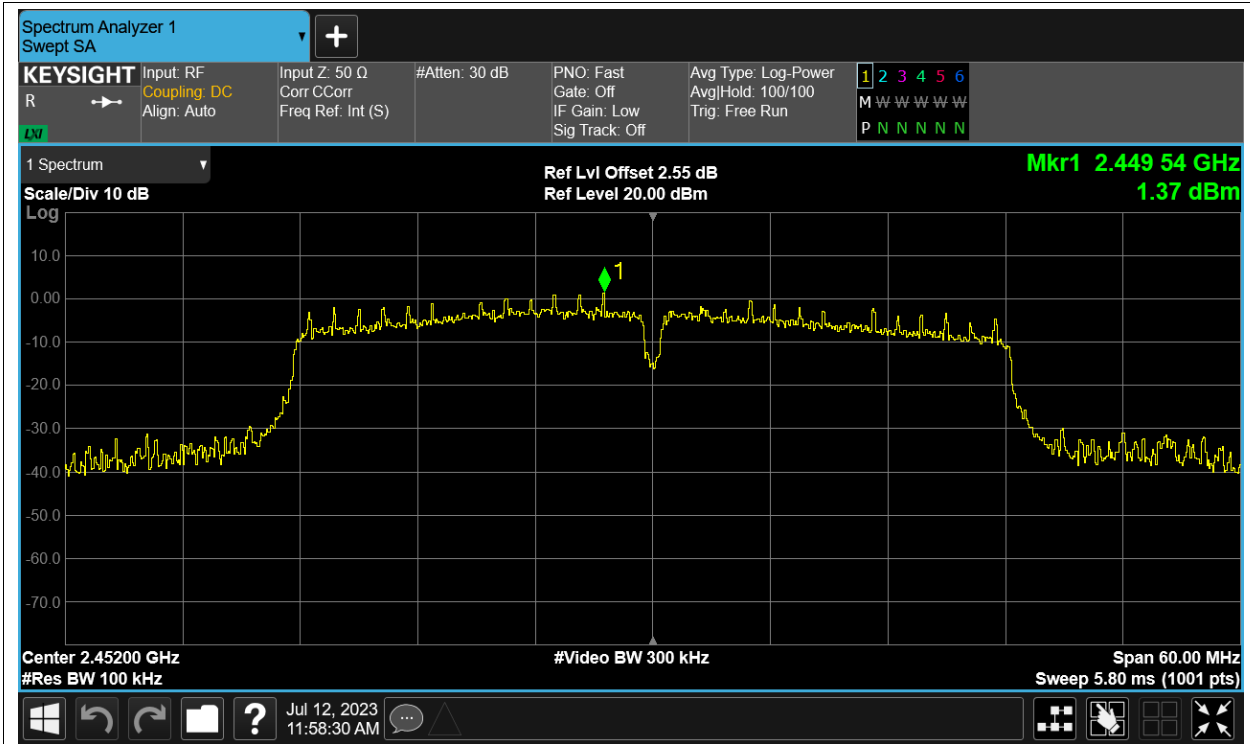 Spectrum Analyzer 1
Swept SA
KEYSIGHT
R
LXI
Input: RF
Coupling: DC
Align: Auto
Input Z: 50 Ω
Corr CCorr
Freq Ref: Int (S)
#Atten: 30 dB
PNO: Fast
Gate: Off
IF Gain: Low
Sig Track: Off
Avg Type: Log-Power
Avg|Hold: 100/100
Trig: Free Run
1 2 3 4 5 6
M W W W W W
P N N N N N
1 Spectrum
Scale/Div 10 dB
Log
Ref Lvl Offset 2.55 dB
Ref Level 20.00 dBm
Mkr1 2.449 54 GHz
1.37 dBm
1
10.0
0.00
-10.0
-20.0
-30.0
-40.0
-50.0
-60.0
-70.0
Center 2.45200 GHz
#Res BW 100 kHz
#Video BW 300 kHz
Span 60.00 MHz
Sweep 5.80 ms (1001 pts)
?
Jul 12, 2023
11:58:30 AM